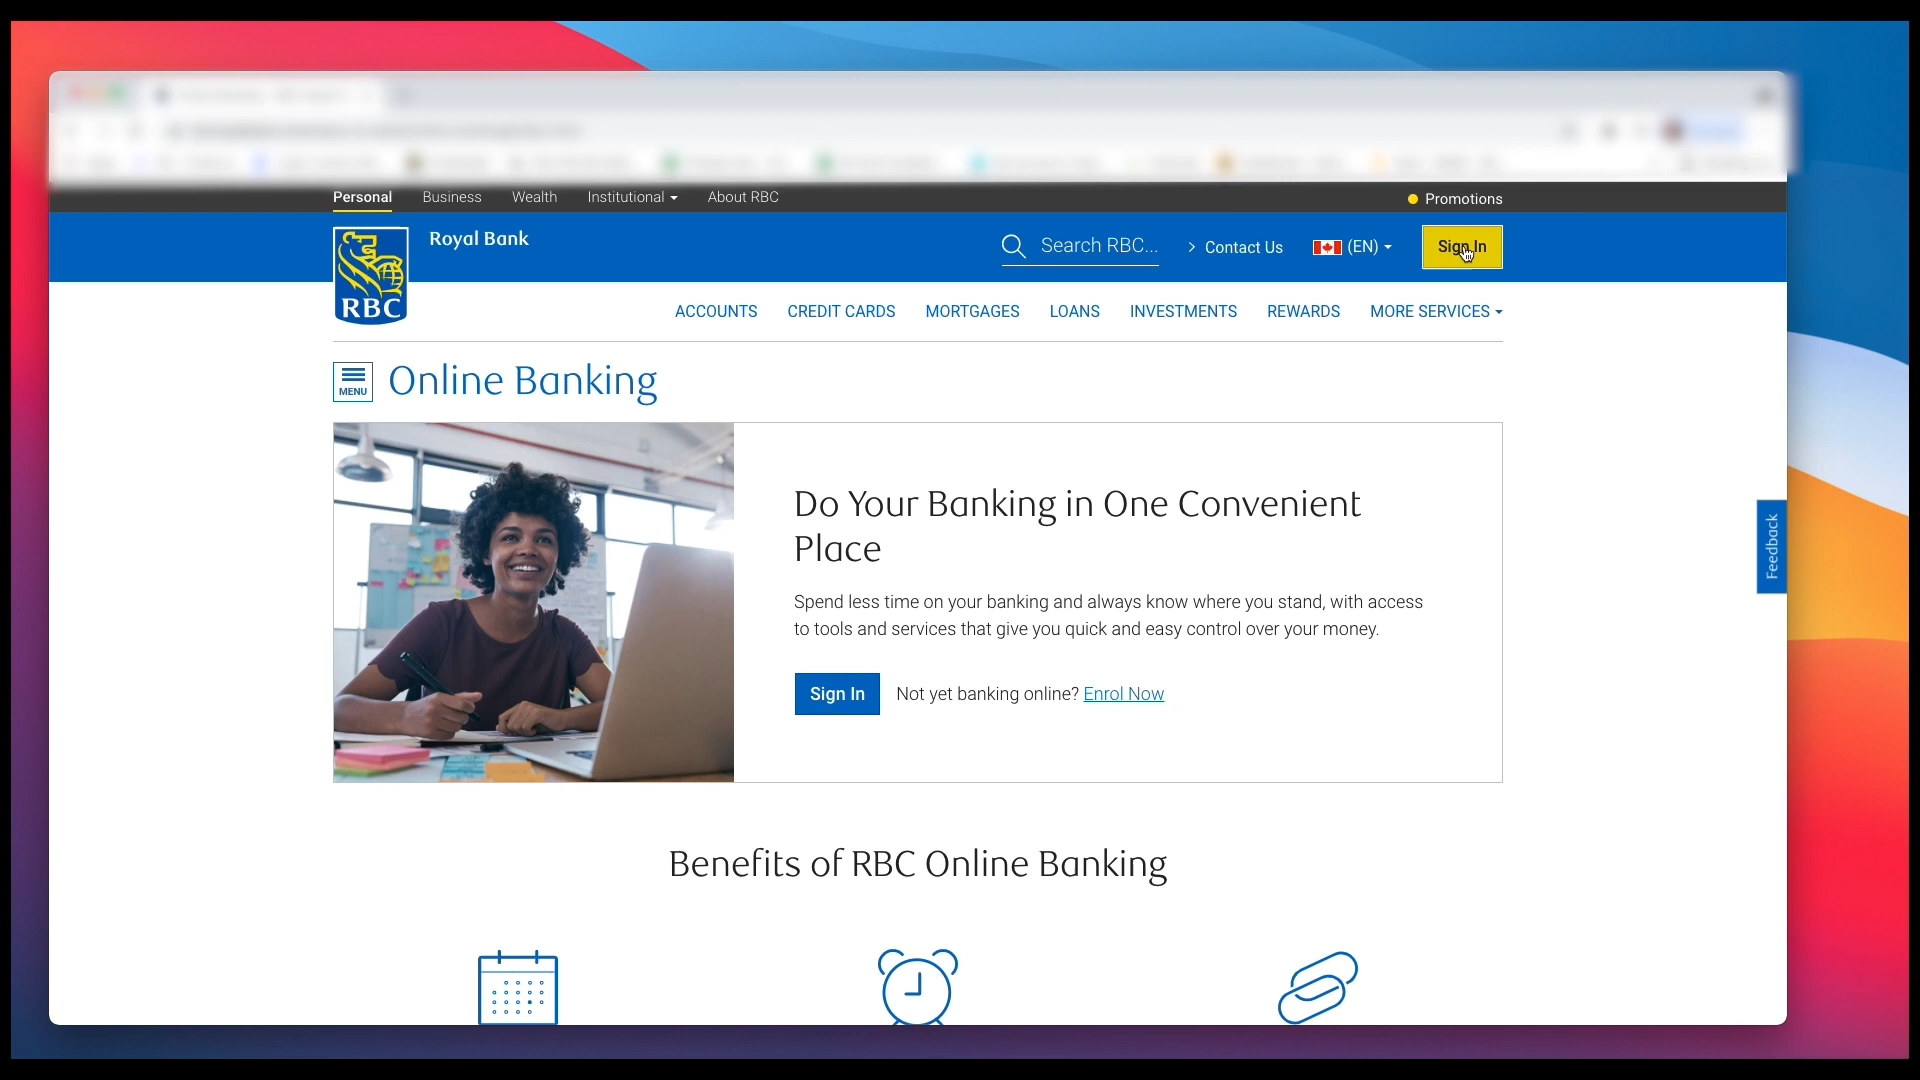 Personal Business Wealth Institutional About RBC
Promotions
Royal Bank
RBC
Search RBC...
Contact Us
(EN)
Sign In
ACCOUNTS CREDIT CARDS MORTGAGES LOANS INVESTMENTS REWARDS MORE SERVICES
MENU
Online Banking
Do Your Banking in One Convenient
Place
Spend less time on your banking and always know where you stand, with access
to tools and services that give you quick and easy control over your money.
Sign In
Not yet banking online? Enrol Now
Feedback
Benefits of RBC Online Banking